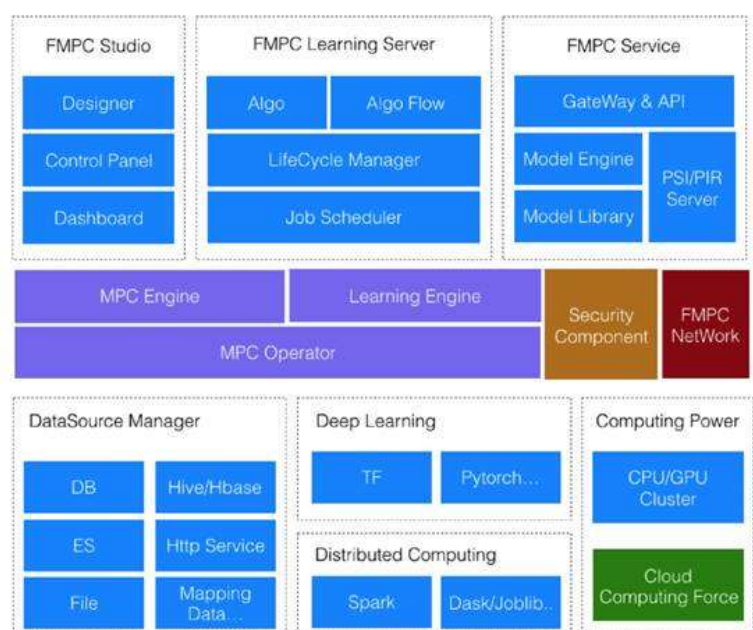 FMPC Studio
Designer
Control Panel
Dashboard
FMPC Learning Server
Algo
Algo Flow
LifeCycle Manager
Job Scheduler
FMPC Service
GateWay & API
Model Engine
Model Library
PSI/PIR
Server
MPC Engine
Learning Engine
MPC Operator
Security
Component
FMPC
NetWork
DataSource Manager
DB
Hive/Hbase
ES
Http Service
File
Mapping
Data...
Deep Learning
TF
Pytorch...
Distributed Computing
Spark
Dask/Joblib..
Computing Power
CPU/GPU
Cluster
Cloud
Computing Force